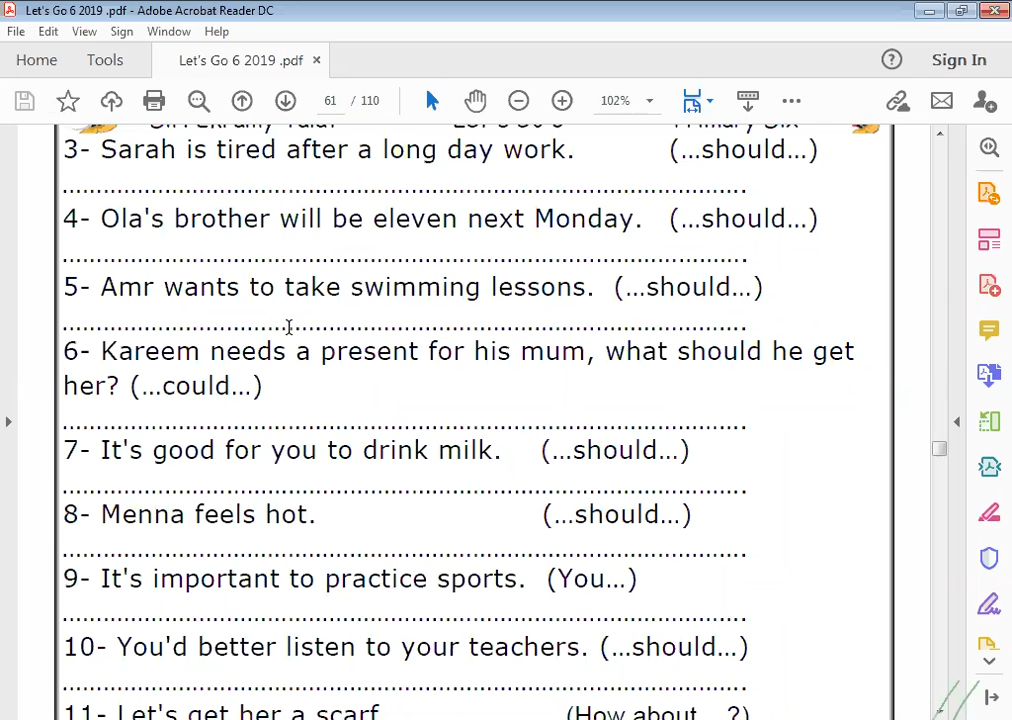 Let's Go 6 2019 .pdf - Adobe Acrobat Reader DC
File Edit View Sign Window Help
Home Tools Let's Go 6 2019 .pdf × Sign In
61 / 110 102%
3- Sarah is tired after a long day work. (...should...)
4- Ola's brother will be eleven next Monday. (...should...)
5- Amr wants to take swimming lessons. (...should...)
6- Kareem needs a present for his mum, what should he get
her? (...could...)
7- It's good for you to drink milk. (...should...)
8- Menna feels hot. (...should...)
9- It's important to practice sports. (You...)
10- You'd better listen to your teachers. (...should...)
11- Let's get her a scarf. (How about....?)